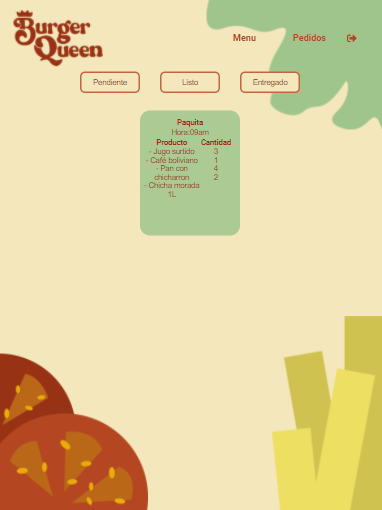 Burger
Queen
Menu Pedidos
Pendiente Listo Entregado
Paquita
Hora:09am
Producto Cantidad
- Jugo surtido 3
- Café boliviano 1
- Pan con 4
chicharron 2
- Chicha morada
1L